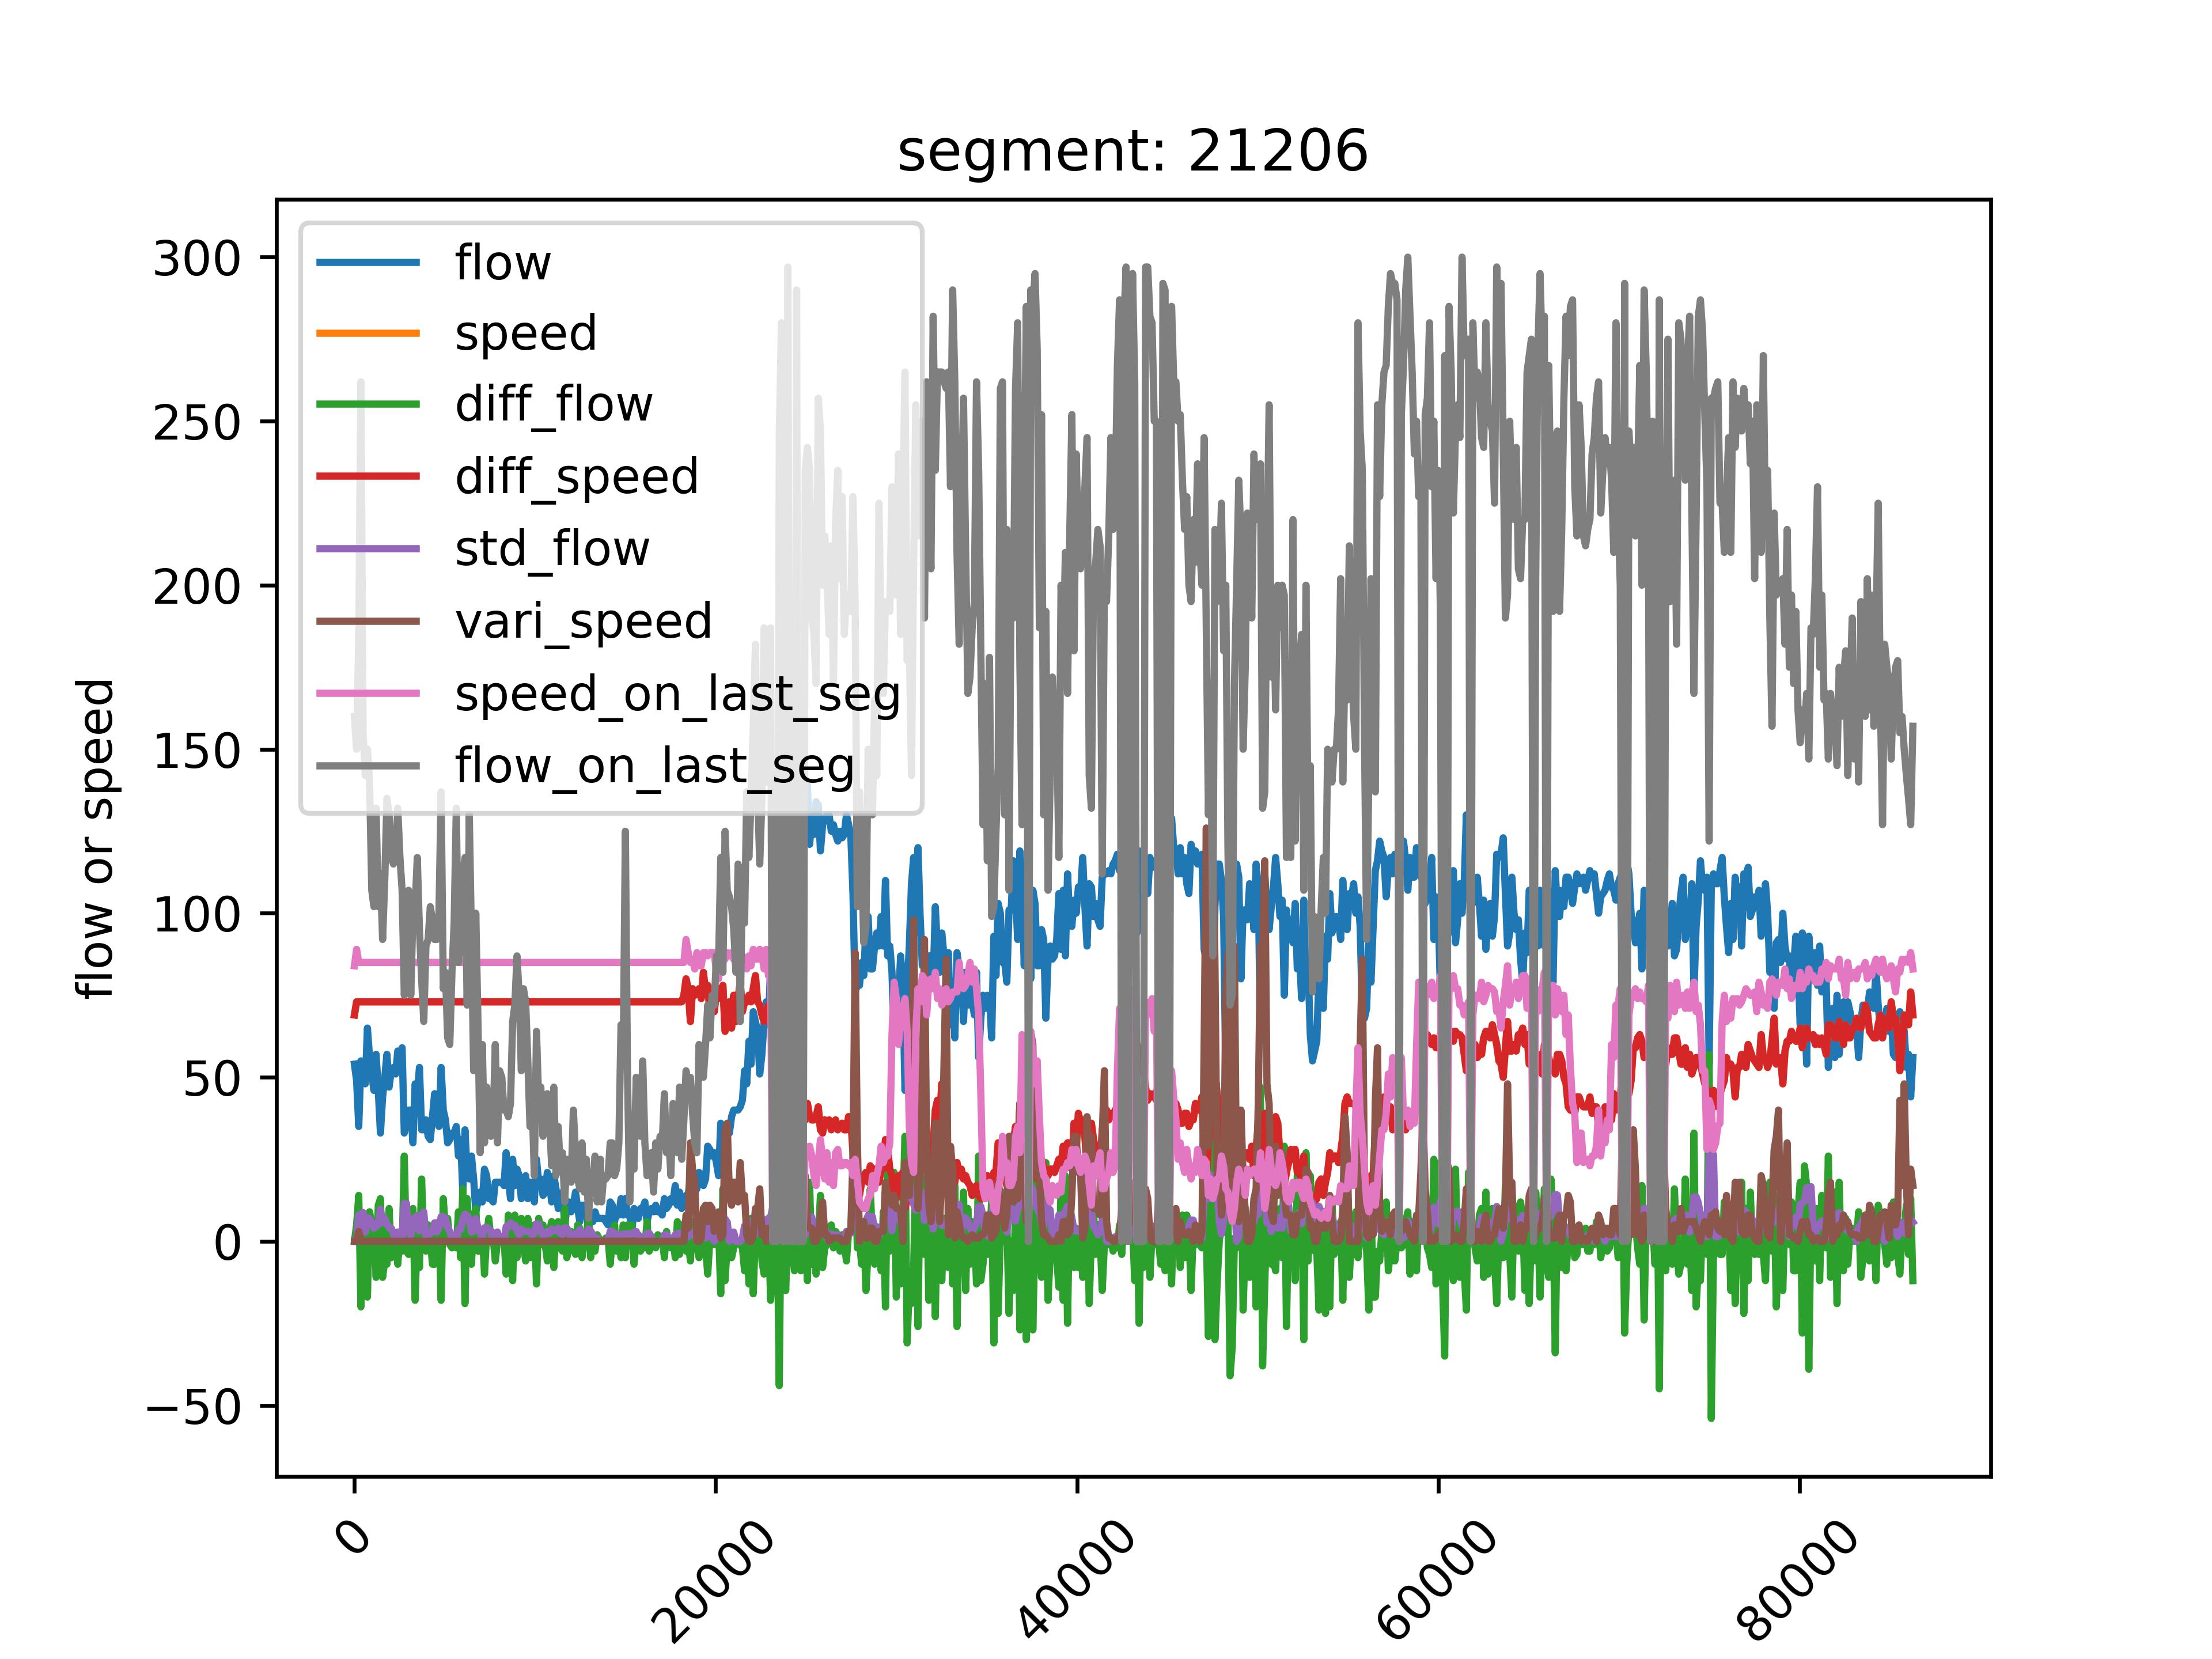 segment: 21206
flow or speed
300
250
200
150
100
50
0
−50
flow
speed
diff_flow
diff_speed
std_flow
vari_speed
speed_on_last_seg
flow_on_last_seg
0
20000
40000
60000
80000